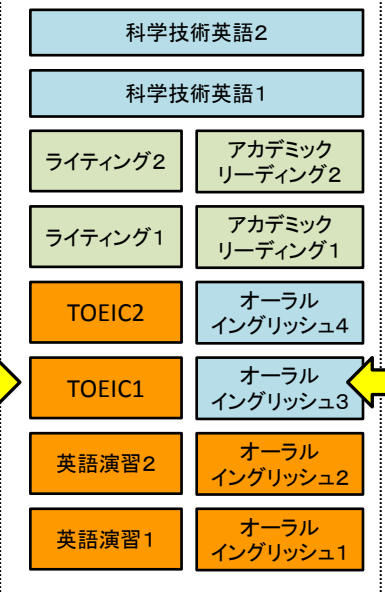 科学技術英語2
科学技術英語1
ライティング2
アカデミック
リーディング2
ライティング1
アカデミック
リーディング1
TOEIC2
オーラル
イングリッシュ4
TOEIC1
オーラル
イングリッシュ3
英語演習2
オーラル
イングリッシュ2
英語演習1
オーラル
イングリッシュ1